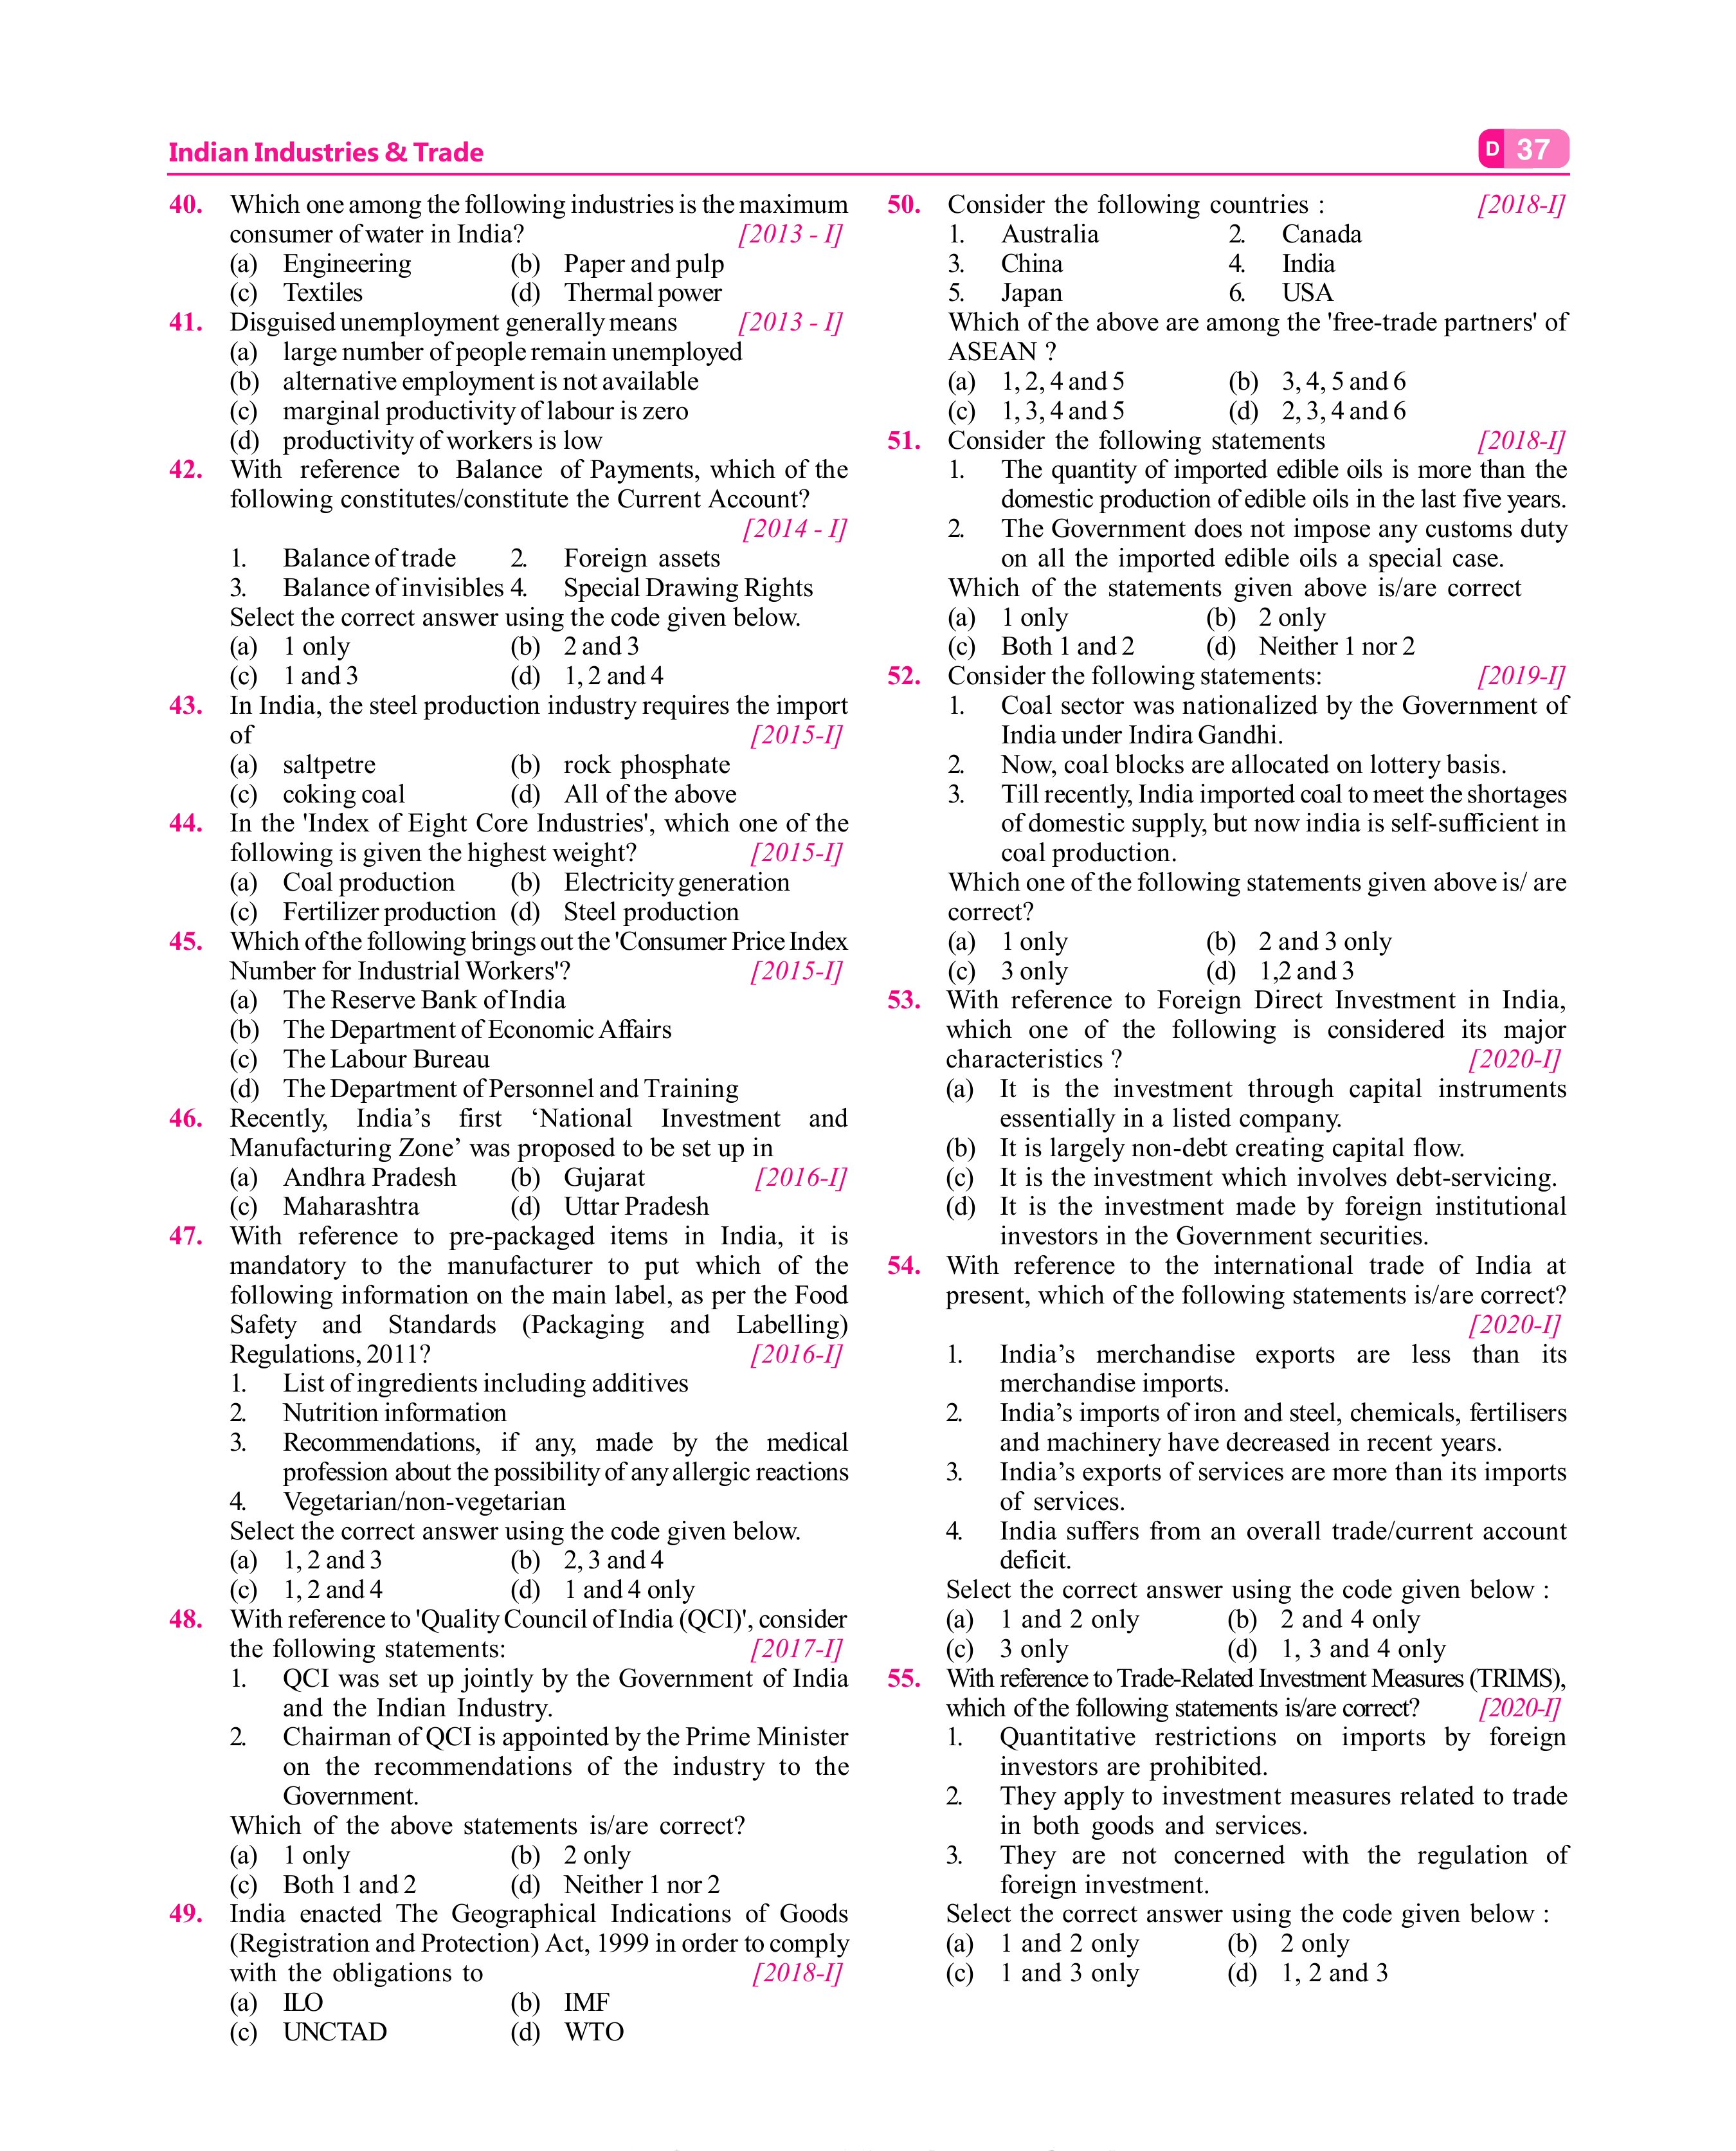 Indian Industries & Trade
D 37
40. Which one among the following industries is the maximum
consumer of water in India? [2013 - I]
(a) Engineering (b) Paper and pulp
(c) Textiles (d) Thermal power
41. Disguised unemployment generally means [2013 - I]
(a) large number of people remain unemployed
(b) alternative employment is not available
(c) marginal productivity of labour is zero
(d) productivity of workers is low
42. With reference to Balance of Payments, which of the
following constitutes/constitute the Current Account?
[2014 - I]
1. Balance of trade 2. Foreign assets
3. Balance of invisibles 4. Special Drawing Rights
Select the correct answer using the code given below.
(a) 1 only (b) 2 and 3
(c) 1 and 3 (d) 1, 2 and 4
43. In India, the steel production industry requires the import
of [2015-I]
(a) saltpetre (b) rock phosphate
(c) coking coal (d) All of the above
44. In the 'Index of Eight Core Industries', which one of the
following is given the highest weight? [2015-I]
(a) Coal production (b) Electricity generation
(c) Fertilizer production (d) Steel production
45. Which of the following brings out the 'Consumer Price Index
Number for Industrial Workers'? [2015-I]
(a) The Reserve Bank of India
(b) The Department of Economic Affairs
(c) The Labour Bureau
(d) The Department of Personnel and Training
46. Recently, India’s first ‘National Investment and
Manufacturing Zone’ was proposed to be set up in
(a) Andhra Pradesh (b) Gujarat [2016-I]
(c) Maharashtra (d) Uttar Pradesh
47. With reference to pre-packaged items in India, it is
mandatory to the manufacturer to put which of the
following information on the main label, as per the Food
Safety and Standards (Packaging and Labelling)
Regulations, 2011? [2016-I]
1. List of ingredients including additives
2. Nutrition information
3. Recommendations, if any, made by the medical
profession about the possibility of any allergic reactions
4. Vegetarian/non-vegetarian
Select the correct answer using the code given below.
(a) 1, 2 and 3 (b) 2, 3 and 4
(c) 1, 2 and 4 (d) 1 and 4 only
48. With reference to 'Quality Council of India (QCI)', consider
the following statements: [2017-I]
1. QCI was set up jointly by the Government of India
and the Indian Industry.
2. Chairman of QCI is appointed by the Prime Minister
on the recommendations of the industry to the
Government.
Which of the above statements is/are correct?
(a) 1 only (b) 2 only
(c) Both 1 and 2 (d) Neither 1 nor 2
49. India enacted The Geographical Indications of Goods
(Registration and Protection) Act, 1999 in order to comply
with the obligations to [2018-I]
(a) ILO (b) IMF
(c) UNCTAD (d) WTO
50. Consider the following countries : [2018-I]
1. Australia 2. Canada
3. China 4. India
5. Japan 6. USA
Which of the above are among the 'free-trade partners' of
ASEAN ?
(a) 1, 2, 4 and 5 (b) 3, 4, 5 and 6
(c) 1, 3, 4 and 5 (d) 2, 3, 4 and 6
51. Consider the following statements [2018-I]
1. The quantity of imported edible oils is more than the
domestic production of edible oils in the last five years.
2. The Government does not impose any customs duty
on all the imported edible oils a special case.
Which of the statements given above is/are correct
(a) 1 only (b) 2 only
(c) Both 1 and 2 (d) Neither 1 nor 2
52. Consider the following statements: [2019-I]
1. Coal sector was nationalized by the Government of
India under Indira Gandhi.
2. Now, coal blocks are allocated on lottery basis.
3. Till recently, India imported coal to meet the shortages
of domestic supply, but now india is self-sufficient in
coal production.
Which one of the following statements given above is/ are
correct?
(a) 1 only (b) 2 and 3 only
(c) 3 only (d) 1,2 and 3
53. With reference to Foreign Direct Investment in India,
which one of the following is considered its major
characteristics ? [2020-I]
(a) It is the investment through capital instruments
essentially in a listed company.
(b) It is largely non-debt creating capital flow.
(c) It is the investment which involves debt-servicing.
(d) It is the investment made by foreign institutional
investors in the Government securities.
54. With reference to the international trade of India at
present, which of the following statements is/are correct?
[2020-I]
1. India’s merchandise exports are less than its
merchandise imports.
2. India’s imports of iron and steel, chemicals, fertilisers
and machinery have decreased in recent years.
3. India’s exports of services are more than its imports
of services.
4. India suffers from an overall trade/current account
deficit.
Select the correct answer using the code given below :
(a) 1 and 2 only (b) 2 and 4 only
(c) 3 only (d) 1, 3 and 4 only
55. With reference to Trade-Related Investment Measures (TRIMS),
which of the following statements is/are correct? [2020-I]
1. Quantitative restrictions on imports by foreign
investors are prohibited.
2. They apply to investment measures related to trade
in both goods and services.
3. They are not concerned with the regulation of
foreign investment.
Select the correct answer using the code given below :
(a) 1 and 2 only (b) 2 only
(c) 1 and 3 only (d) 1, 2 and 3